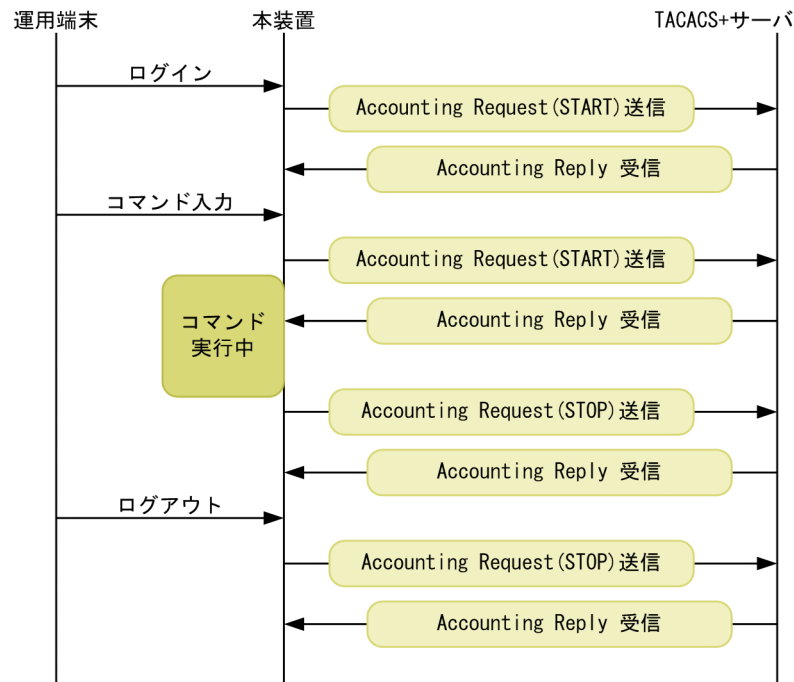 運用端末
本装置
TACACS+サーバ
ログイン
Accounting Request(START)送信
Accounting Reply 受信
コマンド入力
Accounting Request(START)送信
コマンド
実行中
Accounting Reply 受信
Accounting Request(STOP)送信
Accounting Reply 受信
ログアウト
Accounting Request(STOP)送信
Accounting Reply 受信